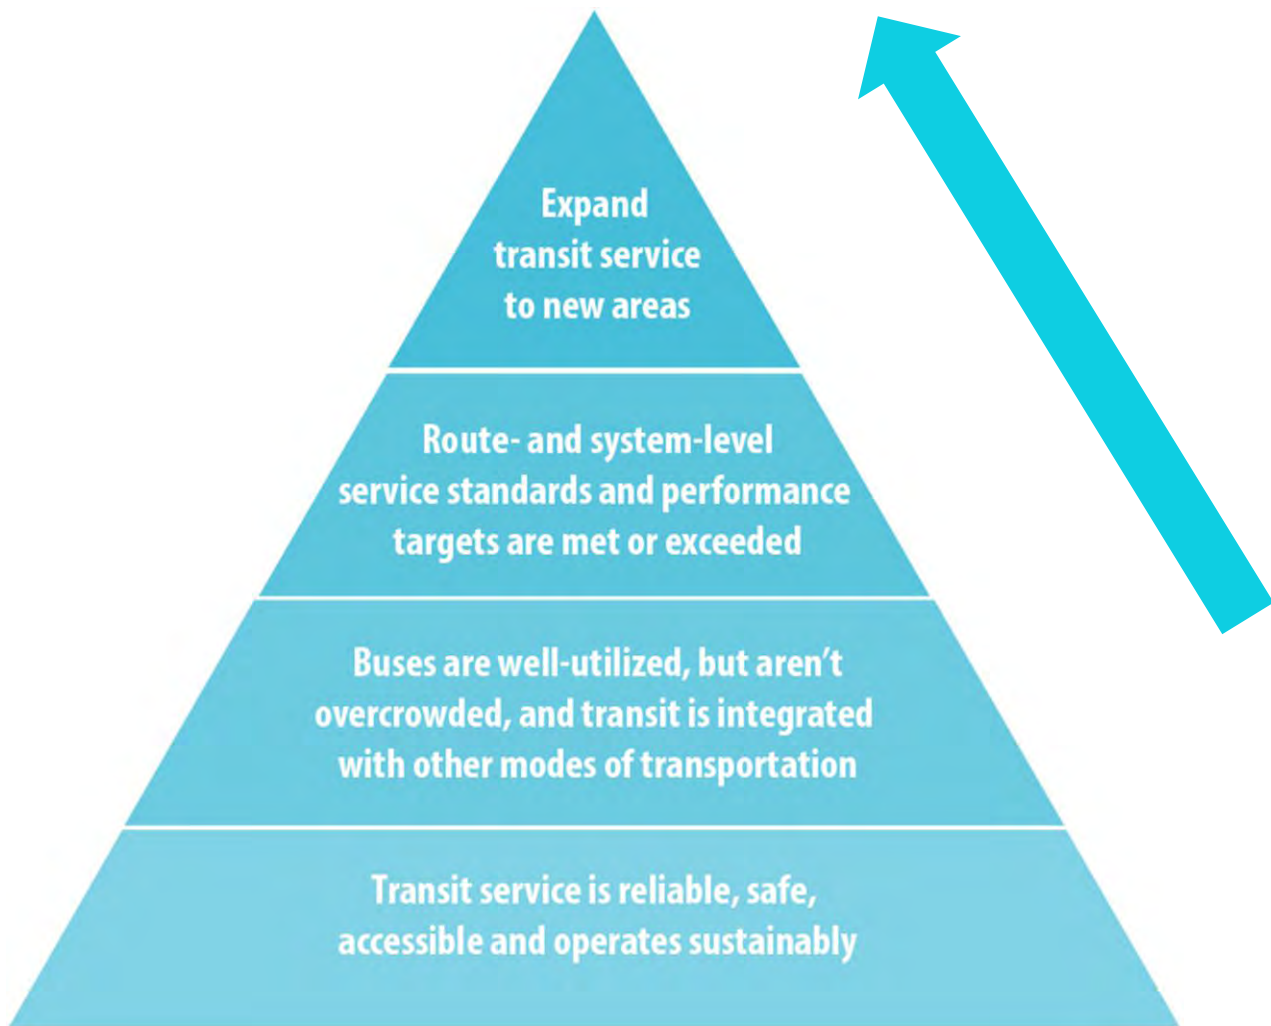 Expand
transit service
to new areas
Route- and system-level
service standards and performance
targets are met or exceeded
Buses are well-utilized, but aren’t
overcrowded, and transit is integrated
with other modes of transportation
Transit service is reliable, safe,
accessible and operates sustainably